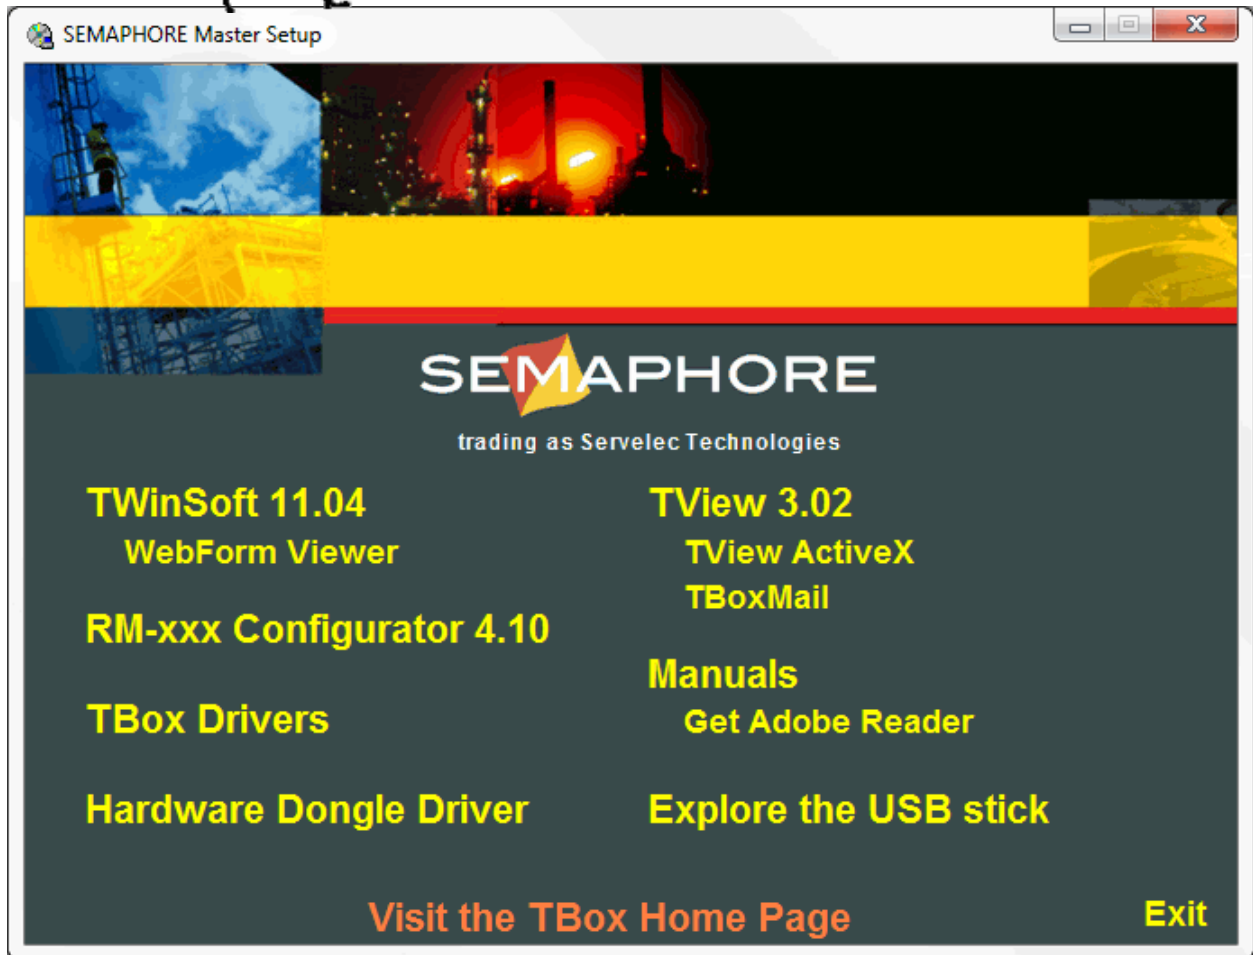 SEMAPHORE Master Setup
SEMAPHORE
trading as Servelec Technologies
TWinSoft 11.04
WebForm Viewer
RM-xxx Configurator 4.10
TBox Drivers
Hardware Dongle Driver
TView 3.02
TView ActiveX
TBoxMail
Manuals
Get Adobe Reader
Explore the USB stick
Visit the TBox Home Page
Exit